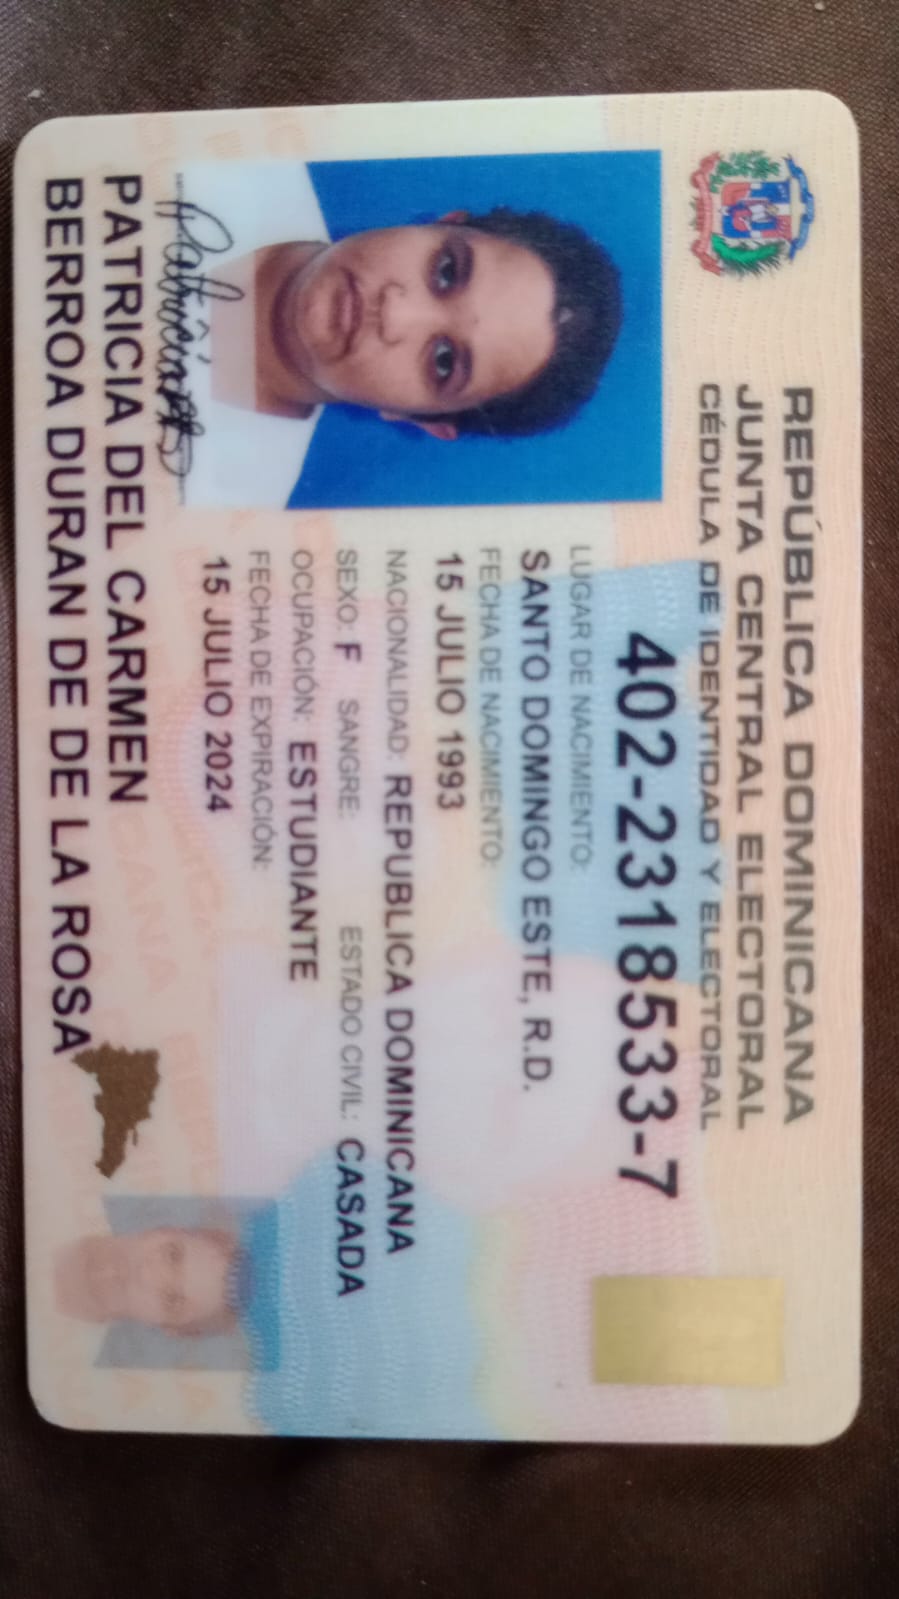 REPÚBLICA DOMINICANA
JUNTA CENTRAL ELECTORAL
CÉDULA DE IDENTIDAD Y ELECTORAL
402-2318533-7
LUGAR DE NACIMIENTO:
SANTO DOMINGO ESTE, R.D.
FECHA DE NACIMIENTO:
15 JULIO 1993
NACIONALIDAD: REPUBLICA DOMINICANA
SEXO: F SANGRE: ESTADO CIVIL: CASADA
OCUPACIÓN: ESTUDIANTE
FECHA DE EXPIRACIÓN:
15 JULIO 2024
Patricia
PATRICIA DEL CARMEN
BERROA DURAN DE DE LA ROSA